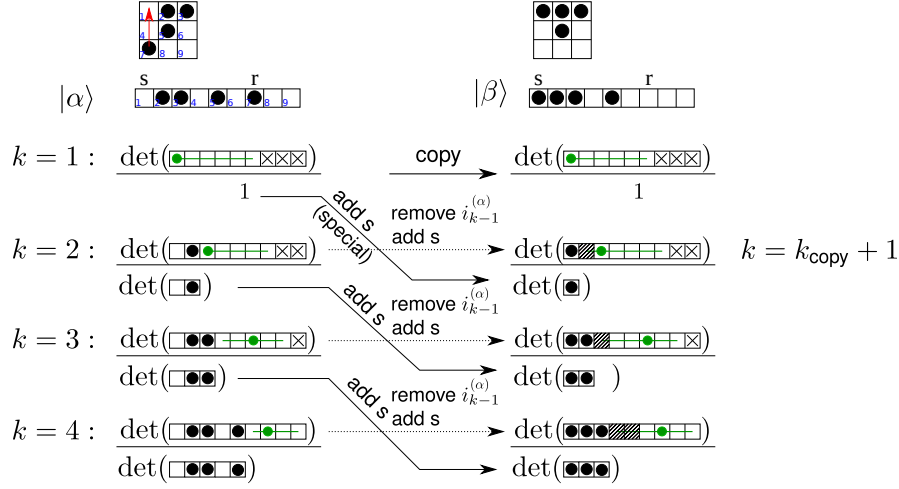 1 2 3
4 5 6
7 8 9
s r s r
|α⟩ 1 2 3 4 5 6 7 8 9 |β⟩
k = 1 : det( ) copy det( )
1 1
add s
(special)
remove i_{k−1}^{(α)}
add s
k = 2 : det( ) det( ) k = k_copy + 1
det( ) det( )
add s
remove i_{k−1}^{(α)}
add s
k = 3 : det( ) det( )
det( ) det( )
add s
remove i_{k−1}^{(α)}
add s
k = 4 : det( ) det( )
det( ) det( )